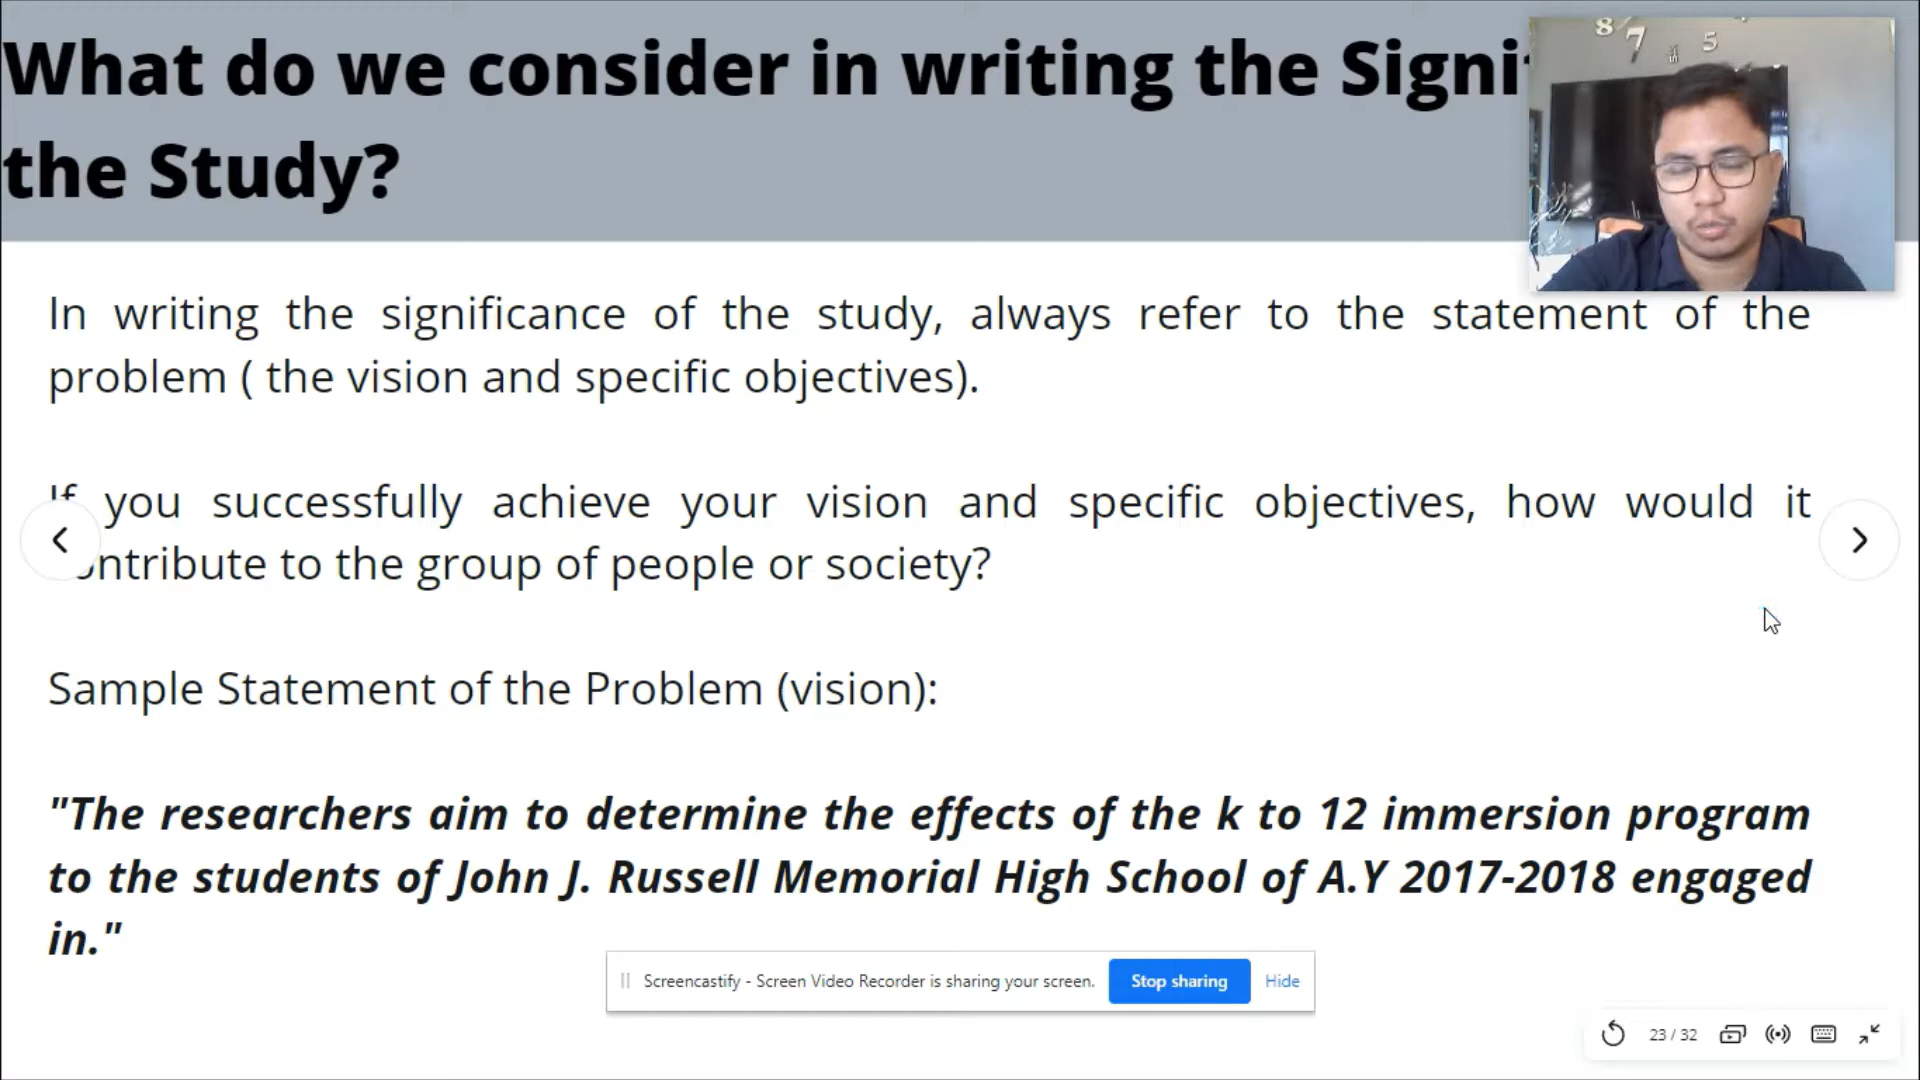 What do we consider in writing the
the Study?
8 7 5
In writing the significance of the study, always refer to the statement of the
problem ( the vision and specific objectives).
If you successfully achieve your vision and specific objectives, how would it
to the group of people or society?
Sample Statement of the Problem (vision):
"The researchers aim to determine the effects of the k to 12 immersion program
to the students of John J. Russell Memorial High School of A.Y 2017-2018 engaged
in."
Screencastify - Screen Video Recorder is sharing your screen.
Stop sharing
Hide
23 / 32